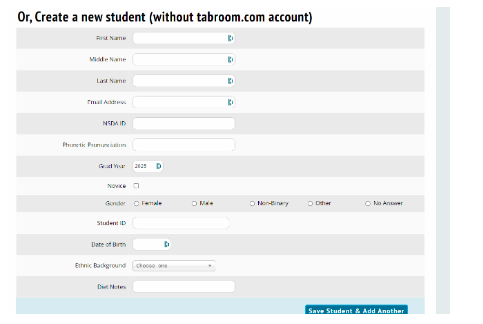 Or, Create a new student (without tabroom.com account)
First Name
Middle Name
Last Name
Email Address
NSDA ID
Phonetic Pronunciation
Grad Year 2025
Novice
Gender Female Male Non-Binary Other No Answer
Student ID
Date of Birth
Ethnic Background Choose one
Diet Notes
Save Student & Add Another